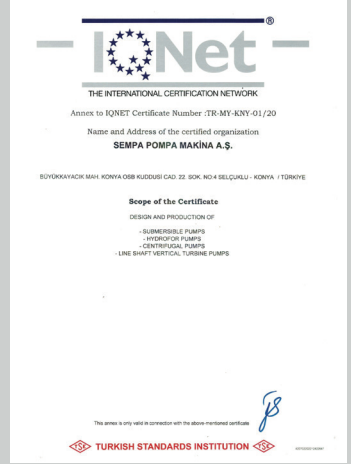 ®
IQNet
THE INTERNATIONAL CERTIFICATION NETWORK
Annex to IQNET Certificate Number :TR-MY-KNY-01/20
Name and Address of the certified organization
SEMPA POMPA MAKİNA A.Ş.
BÜYÜKKAYACIK MAH. KONYA OSB KUDDUSİ CAD. 22. SOK. NO:4 SELÇUKLU - KONYA / TÜRKİYE
Scope of the Certificate
DESIGN AND PRODUCTION OF
- SUBMERSIBLE PUMPS
- HYDROFOR PUMPS
- CENTRIFUGAL PUMPS
- LINE SHAFT VERTICAL TURBINE PUMPS
This annex is only valid in connection with the above-mentioned certificate
TSE TURKISH STANDARDS INSTITUTION TSE